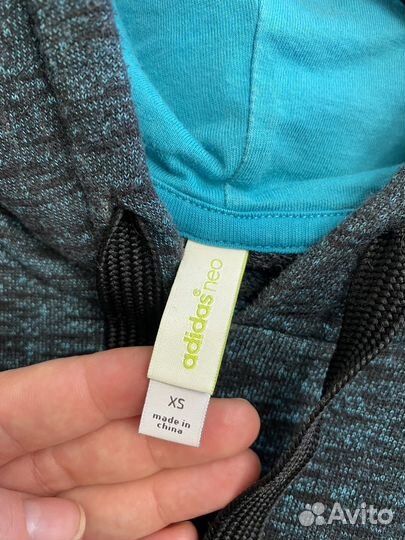 adidas® neo
XS
made in
china
Avito